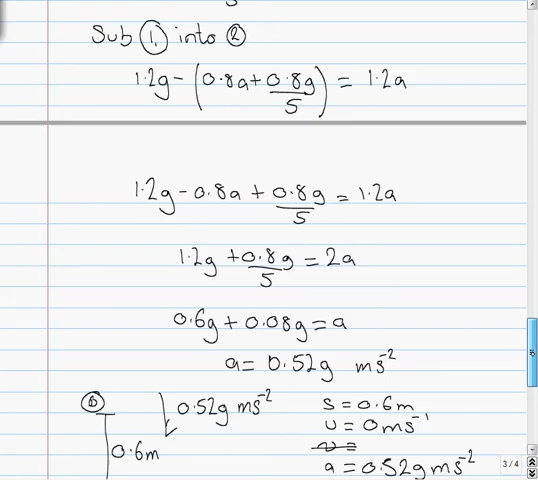 Sub ① into ②
1.2g - (0.8a + 0.8g/5) = 1.2a
1.2g - 0.8a + 0.8g/5 = 1.2a
1.2g + 0.8g/5 = 2a
0.6g + 0.08g = a
a = 0.52g ms⁻²
ⓑ 0.52g ms⁻² s = 0.6m
u = 0ms⁻¹
0.6m a = 0.52g ms⁻²
3/4